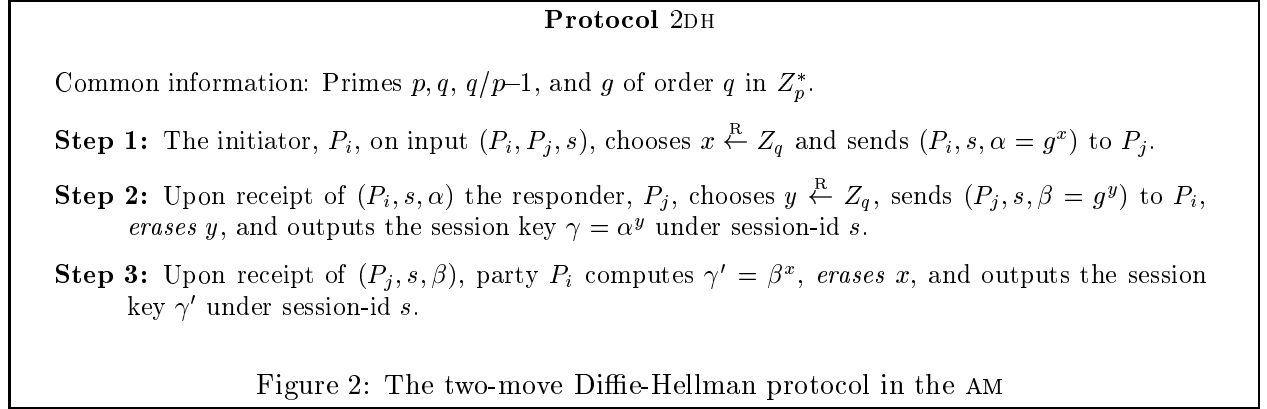 Protocol 2DH
Common information: Primes p, q, q/p–1, and g of order q in Z*p.
Step 1: The initiator, Pi, on input (Pi, Pj, s), chooses x ←R Zq and sends (Pi, s, α = g^x) to Pj.
Step 2: Upon receipt of (Pi, s, α) the responder, Pj, chooses y ←R Zq, sends (Pj, s, β = g^y) to Pi,
erases y, and outputs the session key γ = α^y under session-id s.
Step 3: Upon receipt of (Pj, s, β), party Pi computes γ′ = β^x, erases x, and outputs the session
key γ′ under session-id s.
Figure 2: The two-move Diffie-Hellman protocol in the AM